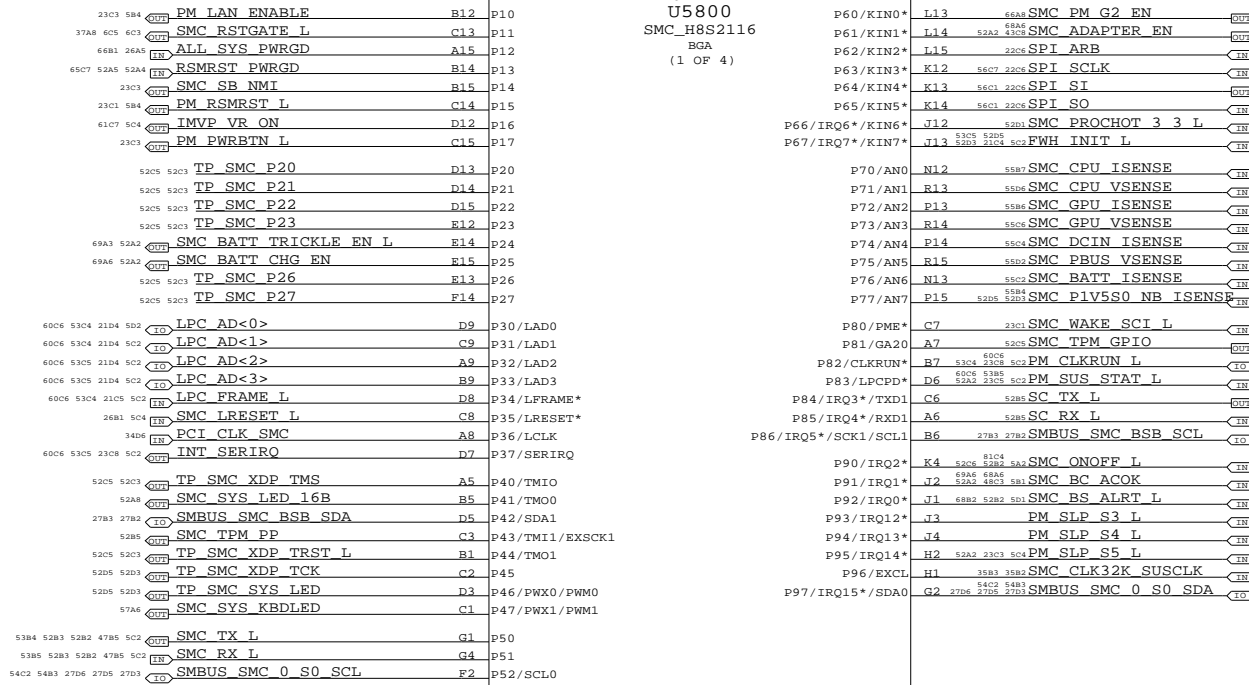 U5800
SMC_H8S2116
BGA
(1 OF 4)
23C3 5B4 OUT PM_LAN_ENABLE B12 P10
37A8 6C5 6C3 OUT SMC_RSTGATE_L C13 P11
66B1 26A5 IN ALL_SYS_PWRGD A15 P12
65C7 52A5 52A4 IN RSMRST_PWRGD B14 P13
23C3 OUT SMC_SB_NMI B15 P14
23C1 5B4 OUT PM_RSMRST_L C14 P15
61C7 5C4 OUT IMVP_VR_ON D12 P16
23C3 OUT PM_PWRBTN_L C15 P17
52C5 52C3 TP_SMC_P20 D13 P20
52C5 52C3 TP_SMC_P21 D14 P21
52C5 52C3 TP_SMC_P22 D15 P22
52C5 52C3 TP_SMC_P23 E12 P23
69A3 52A2 OUT SMC_BATT_TRICKLE_EN_L E14 P24
69A6 52A2 OUT SMC_BATT_CHG_EN E15 P25
52C5 52C3 TP_SMC_P26 E13 P26
52C5 52C3 TP_SMC_P27 F14 P27
60C6 53C4 21D4 5D2 IO LPC_AD<0> D9 P30/LAD0
60C6 53C4 21D4 5C2 IO LPC_AD<1> C9 P31/LAD1
60C6 53C5 21D4 5C2 IO LPC_AD<2> A9 P32/LAD2
60C6 53C5 21D4 5C2 IO LPC_AD<3> B9 P33/LAD3
60C6 53C4 21C5 5C2 IN LPC_FRAME_L D8 P34/LFRAME*
26B1 5C4 IN SMC_LRESET_L C8 P35/LRESET*
34D6 IN PCI_CLK_SMC A8 P36/LCLK
60C6 53C5 23C8 5C2 OUT INT_SERIRQ D7 P37/SERIRQ
52C5 52C3 OUT TP_SMC_XDP_TMS A5 P40/TMIO
52A8 OUT SMC_SYS_LED_16B B5 P41/TMO0
27B3 27B2 IO SMBUS_SMC_BSB_SDA D5 P42/SDA1
52B5 OUT SMC_TPM_PP C3 P43/TMI1/EXSCK1
52C5 52C3 OUT TP_SMC_XDP_TRST_L B1 P44/TMO1
52D5 52D3 OUT TP_SMC_XDP_TCK C2 P45
52D5 52D3 OUT TP_SMC_SYS_LED D3 P46/PWX0/PWM0
57A6 OUT SMC_SYS_KBDLED C1 P47/PWX1/PWM1
53B4 52B3 52B2 47B5 5C2 OUT SMC_TX_L G1 P50
53B5 52B3 52B2 47B5 5C2 IN SMC_RX_L G4 P51
54C2 54B3 27D6 27D5 27D3 IO SMBUS_SMC_0_S0_SCL F2 P52/SCL0
P60/KIN0* L13 66A8 SMC_PM_G2_EN OUT
P61/KIN1* L14 68A6 52A2 43C8 SMC_ADAPTER_EN OUT
P62/KIN2* L15 22C6 SPI_ARB IN
P63/KIN3* K12 56C7 22C6 SPI_SCLK IN
P64/KIN4* K13 56C1 22C6 SPI_SI OUT
P65/KIN5* K14 56C1 22C6 SPI_SO IN
P66/IRQ6*/KIN6* J12 52D1 SMC_PROCHOT_3_3_L IN
P67/IRQ7*/KIN7* J13 53C5 52D5 52D3 21C4 5C2 FWH_INIT_L IN
P70/AN0 N12 55B7 SMC_CPU_ISENSE IN
P71/AN1 R13 55D6 SMC_CPU_VSENSE IN
P72/AN2 P13 55B6 SMC_GPU_ISENSE IN
P73/AN3 R14 55C6 SMC_GPU_VSENSE IN
P74/AN4 P14 55C4 SMC_DCIN_ISENSE IN
P75/AN5 R15 55D2 SMC_PBUS_VSENSE IN
P76/AN6 N13 55C2 SMC_BATT_ISENSE IN
P77/AN7 P15 55B4 52D5 52D3 SMC_P1V5S0_NB_ISENSE IN
P80/PME* C7 23C1 SMC_WAKE_SCI_L IN
P81/GA20 A7 52C5 SMC_TPM_GPIO OUT
P82/CLKRUN* B7 60C6 53C4 23C8 5C2 PM_CLKRUN_L IO
P83/LPCPD* D6 60C6 53B5 52A2 23C5 5C2 PM_SUS_STAT_L IN
P84/IRQ3*/TXD1 C6 52B5 SC_TX_L OUT
P85/IRQ4*/RXD1 A6 52B5 SC_RX_L IN
P86/IRQ5*/SCK1/SCL1 B6 27B3 27B2 SMBUS_SMC_BSB_SCL IO
P90/IRQ2* K4 81C4 52C6 52B2 5A2 SMC_ONOFF_L IN
P91/IRQ1* J2 69A6 68A6 52A2 48C3 5B1 SMC_BC_ACOK IN
P92/IRQ0* J1 68B2 52B2 5D1 SMC_BS_ALRT_L IN
P93/IRQ12* J3 PM_SLP_S3_L IN
P94/IRQ13* J4 PM_SLP_S4_L IN
P95/IRQ14* H2 52A2 23C3 5C4 PM_SLP_S5_L IN
P96/EXCL H1 35B3 35B2 SMC_CLK32K_SUSCLK IN
P97/IRQ15*/SDA0 G2 54C2 54B3 27D6 27D5 27D3 SMBUS_SMC_0_S0_SDA IO